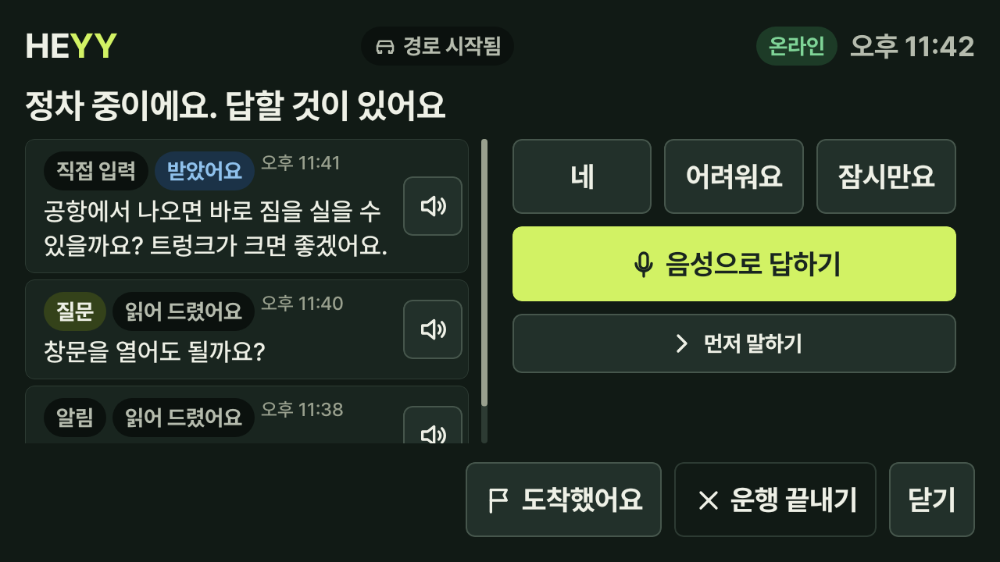 HEYY
경로 시작됨
온라인
오후 11:42
정차 중이에요. 답할 것이 있어요
직접 입력
받았어요
오후 11:41
공항에서 나오면 바로 짐을 실을 수
있을까요? 트렁크가 크면 좋겠어요.
질문
읽어 드렸어요
오후 11:40
창문을 열어도 될까요?
알림
읽어 드렸어요
오후 11:38
네
어려워요
잠시만요
음성으로 답하기
먼저 말하기
도착했어요
운행 끝내기
닫기